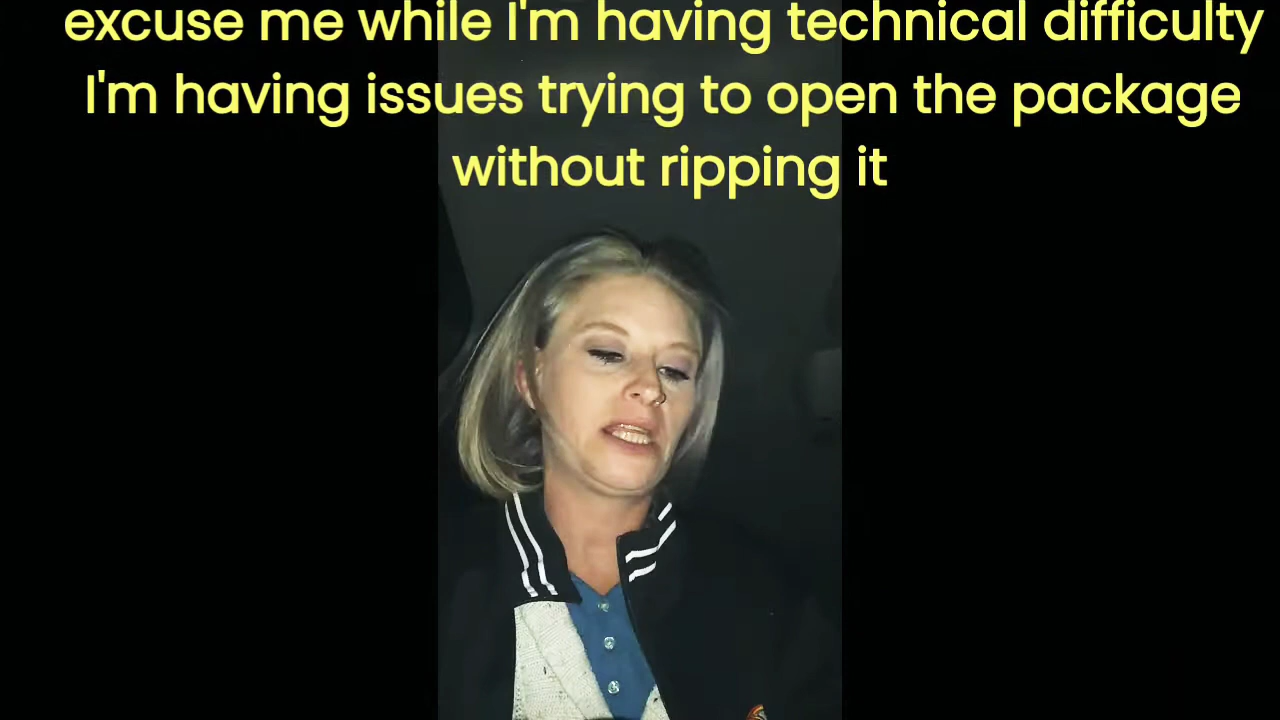 excuse me while I'm having technical difficulty
I'm having issues trying to open the package
without ripping it